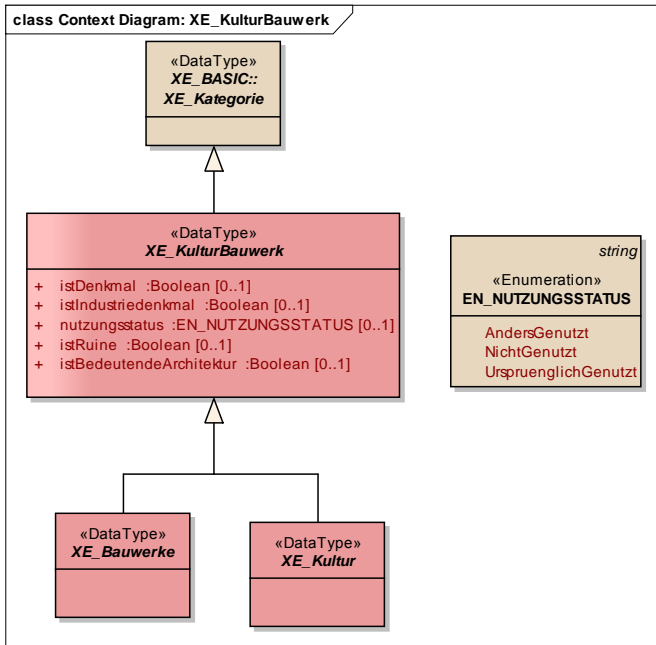 class Context Diagram: XE_KulturBauwerk
«DataType»
XE_BASIC::
XE_Kategorie
«DataType»
XE_KulturBauwerk
+ istDenkmal :Boolean [0..1]
+ istIndustriedenkmal :Boolean [0..1]
+ nutzungsstatus :EN_NUTZUNGSSTATUS [0..1]
+ istRuine :Boolean [0..1]
+ istBedeutendeArchitektur :Boolean [0..1]
string
«Enumeration»
EN_NUTZUNGSSTATUS
AndersGenutzt
NichtGenutzt
UrspruenglichGenutzt
«DataType»
XE_Bauwerke
«DataType»
XE_Kultur